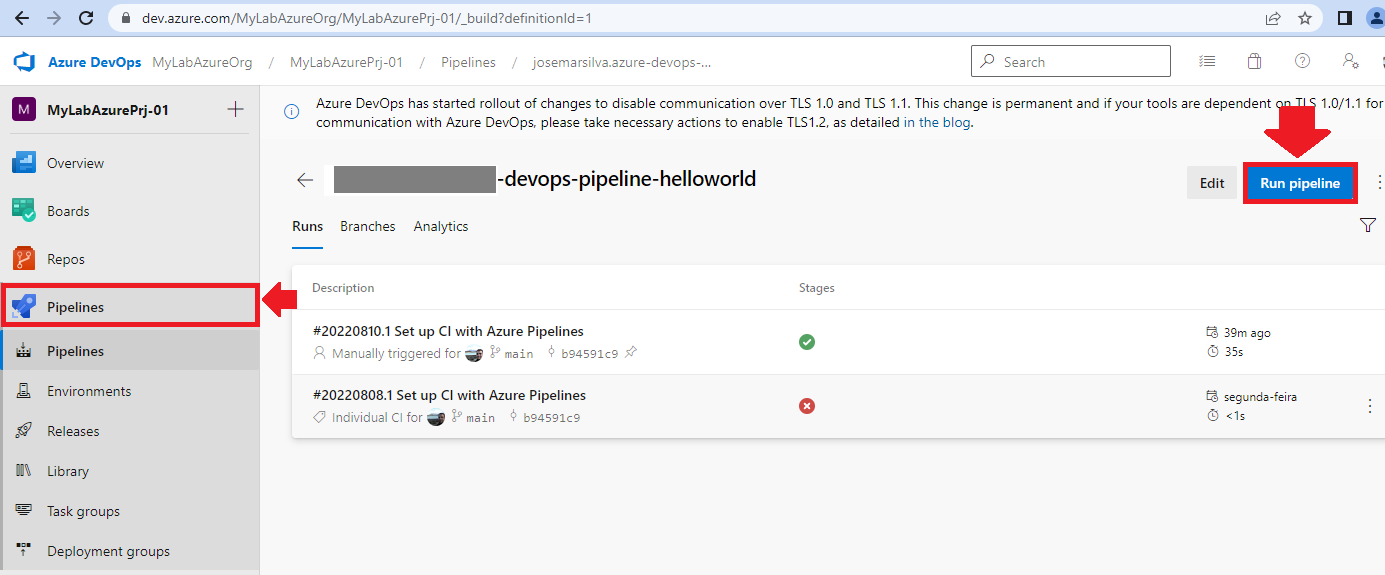 dev.azure.com/MyLabAzureOrg/MyLabAzurePrj-01/_build?definitionId=1
Azure DevOps MyLabAzureOrg / MyLabAzurePrj-01 / Pipelines / josemarsilva.azure-devops-...
Search
M MyLabAzurePrj-01
Overview
Boards
Repos
Pipelines
Pipelines
Environments
Releases
Library
Task groups
Deployment groups
Azure DevOps has started rollout of changes to disable communication over TLS 1.0 and TLS 1.1. This change is permanent and if your tools are dependent on TLS 1.0/1.1 for
communication with Azure DevOps, please take necessary actions to enable TLS1.2, as detailed in the blog.
-devops-pipeline-helloworld
Edit
Run pipeline
Runs Branches Analytics
Description Stages
#20220810.1 Set up CI with Azure Pipelines
Manually triggered for main b94591c9
39m ago
35s
#20220808.1 Set up CI with Azure Pipelines
Individual CI for main b94591c9
segunda-feira
<1s